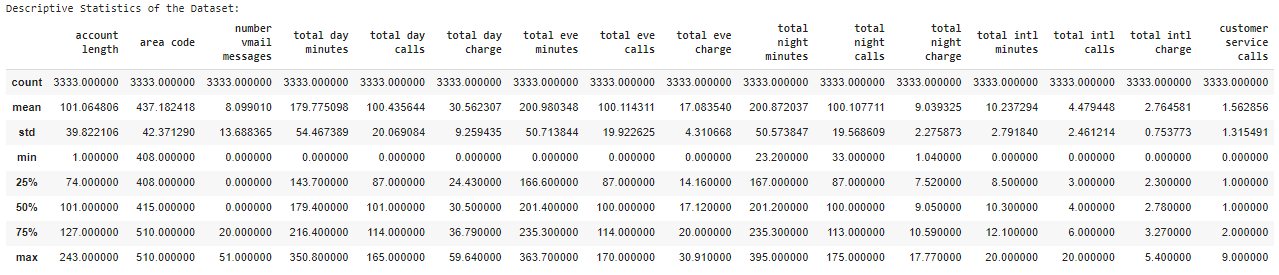 Descriptive Statistics of the Dataset:
account length area code number vmail messages total day minutes total day calls total day charge total eve minutes total eve calls total eve charge total night minutes total night calls total night charge total intl minutes total intl calls total intl charge customer service calls
count 3333.000000 3333.000000 3333.000000 3333.000000 3333.000000 3333.000000 3333.000000 3333.000000 3333.000000 3333.000000 3333.000000 3333.000000 3333.000000 3333.000000 3333.000000 3333.000000
mean 101.064806 437.182418 8.099010 179.775098 100.435644 30.562307 200.980348 100.114311 17.083540 200.872037 100.107711 9.039325 10.237294 4.479448 2.764581 1.562856
std 39.822106 42.371290 13.688365 54.467389 20.069084 9.259435 50.713844 19.922625 4.310668 50.573847 19.568609 2.275873 2.791840 2.461214 0.753773 1.315491
min 1.000000 408.000000 0.000000 0.000000 0.000000 0.000000 0.000000 0.000000 0.000000 23.200000 33.000000 1.040000 0.000000 0.000000 0.000000 0.000000
25% 74.000000 408.000000 0.000000 143.700000 87.000000 24.430000 166.600000 87.000000 14.160000 167.000000 87.000000 7.520000 8.500000 3.000000 2.300000 1.000000
50% 101.000000 415.000000 0.000000 179.400000 101.000000 30.500000 201.400000 100.000000 17.120000 201.200000 100.000000 9.050000 10.300000 4.000000 2.780000 1.000000
75% 127.000000 510.000000 20.000000 216.400000 114.000000 36.790000 235.300000 114.000000 20.000000 235.300000 113.000000 10.590000 12.100000 6.000000 3.270000 2.000000
max 243.000000 510.000000 51.000000 350.800000 165.000000 59.640000 363.700000 170.000000 30.910000 395.000000 175.000000 17.770000 20.000000 20.000000 5.400000 9.000000